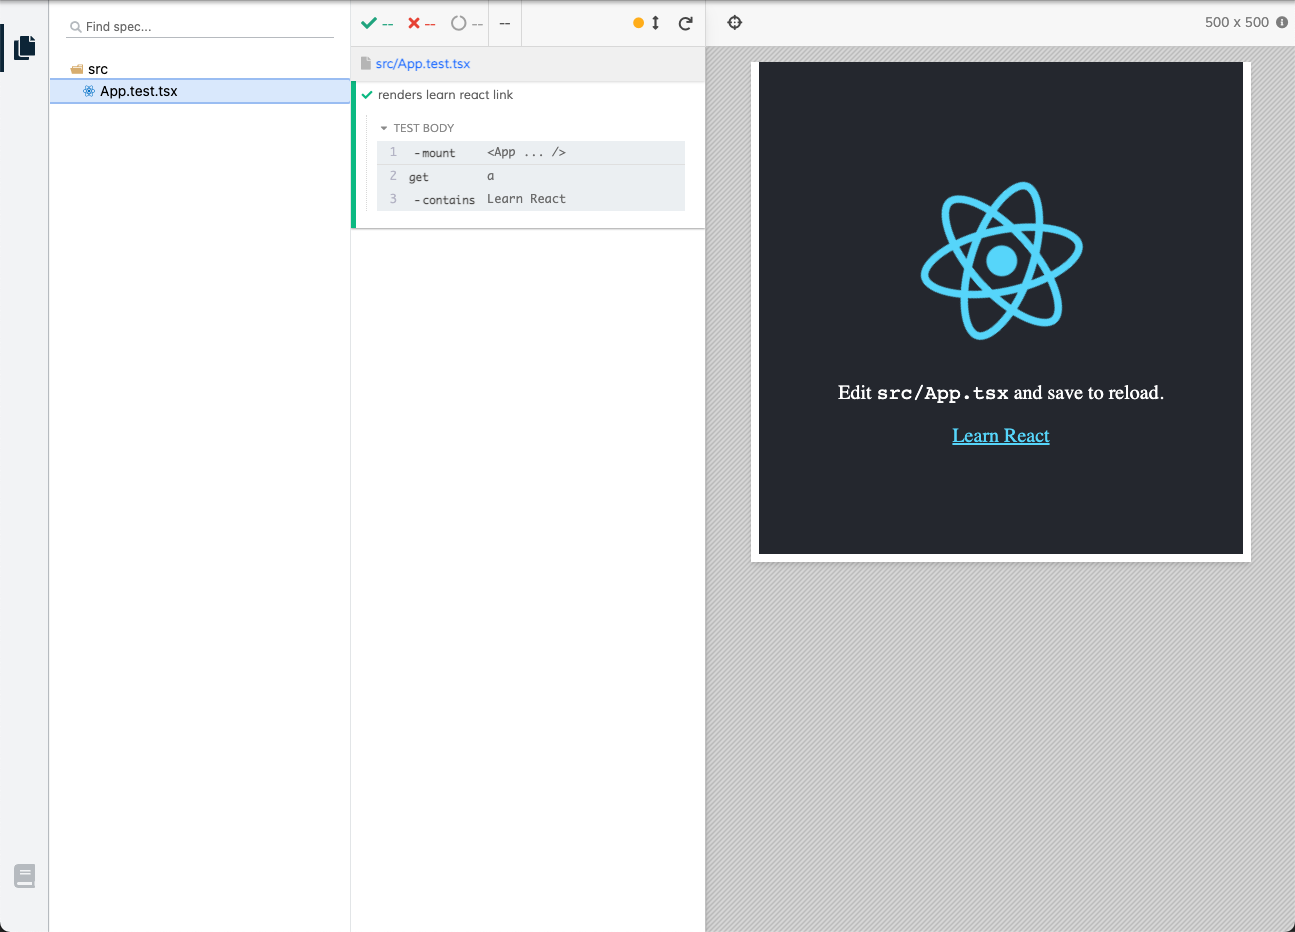 Find spec...
src
App.test.tsx
-- -- -- --
500 x 500
src/App.test.tsx
renders learn react link
TEST BODY
1 -mount <App ... />
2 get a
3 -contains Learn React
Edit src/App.tsx and save to reload.
Learn React